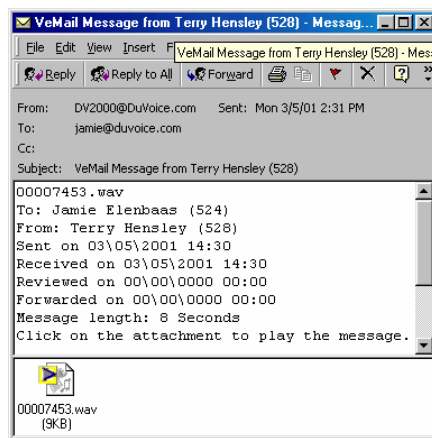 VeMail Message from Terry Hensley (528) - Messag...
File Edit View Insert F
VeMail Message from Terry Hensley (528) - Mes
Reply Reply to All Forward
From: DV2000@DuVoice.com Sent: Mon 3/5/01 2:31 PM
To: jamie@duvoice.com
Cc:
Subject: VeMail Message from Terry Hensley (528)
00007453.wav
To: Jamie Elenbaas (524)
From: Terry Hensley (528)
Sent on 03\05\2001 14:30
Received on 03\05\2001 14:30
Reviewed on 00\00\0000 00:00
Forwarded on 00\00\0000 00:00
Message length: 8 Seconds
Click on the attachment to play the message.
00007453.wav
(9KB)